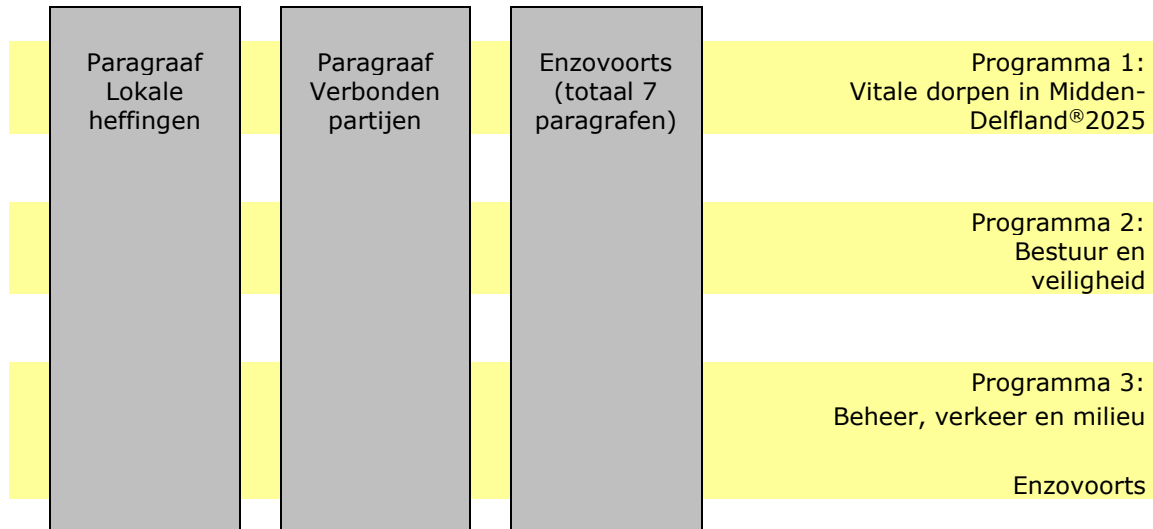 Paragraaf
Lokale
heffingen
Paragraaf
Verbonden
partijen
Enzovoorts
(totaal 7
paragrafen)
Programma 1:
Vitale dorpen in Midden-
Delfland®2025
Programma 2:
Bestuur en
veiligheid
Programma 3:
Beheer, verkeer en milieu
Enzovoorts